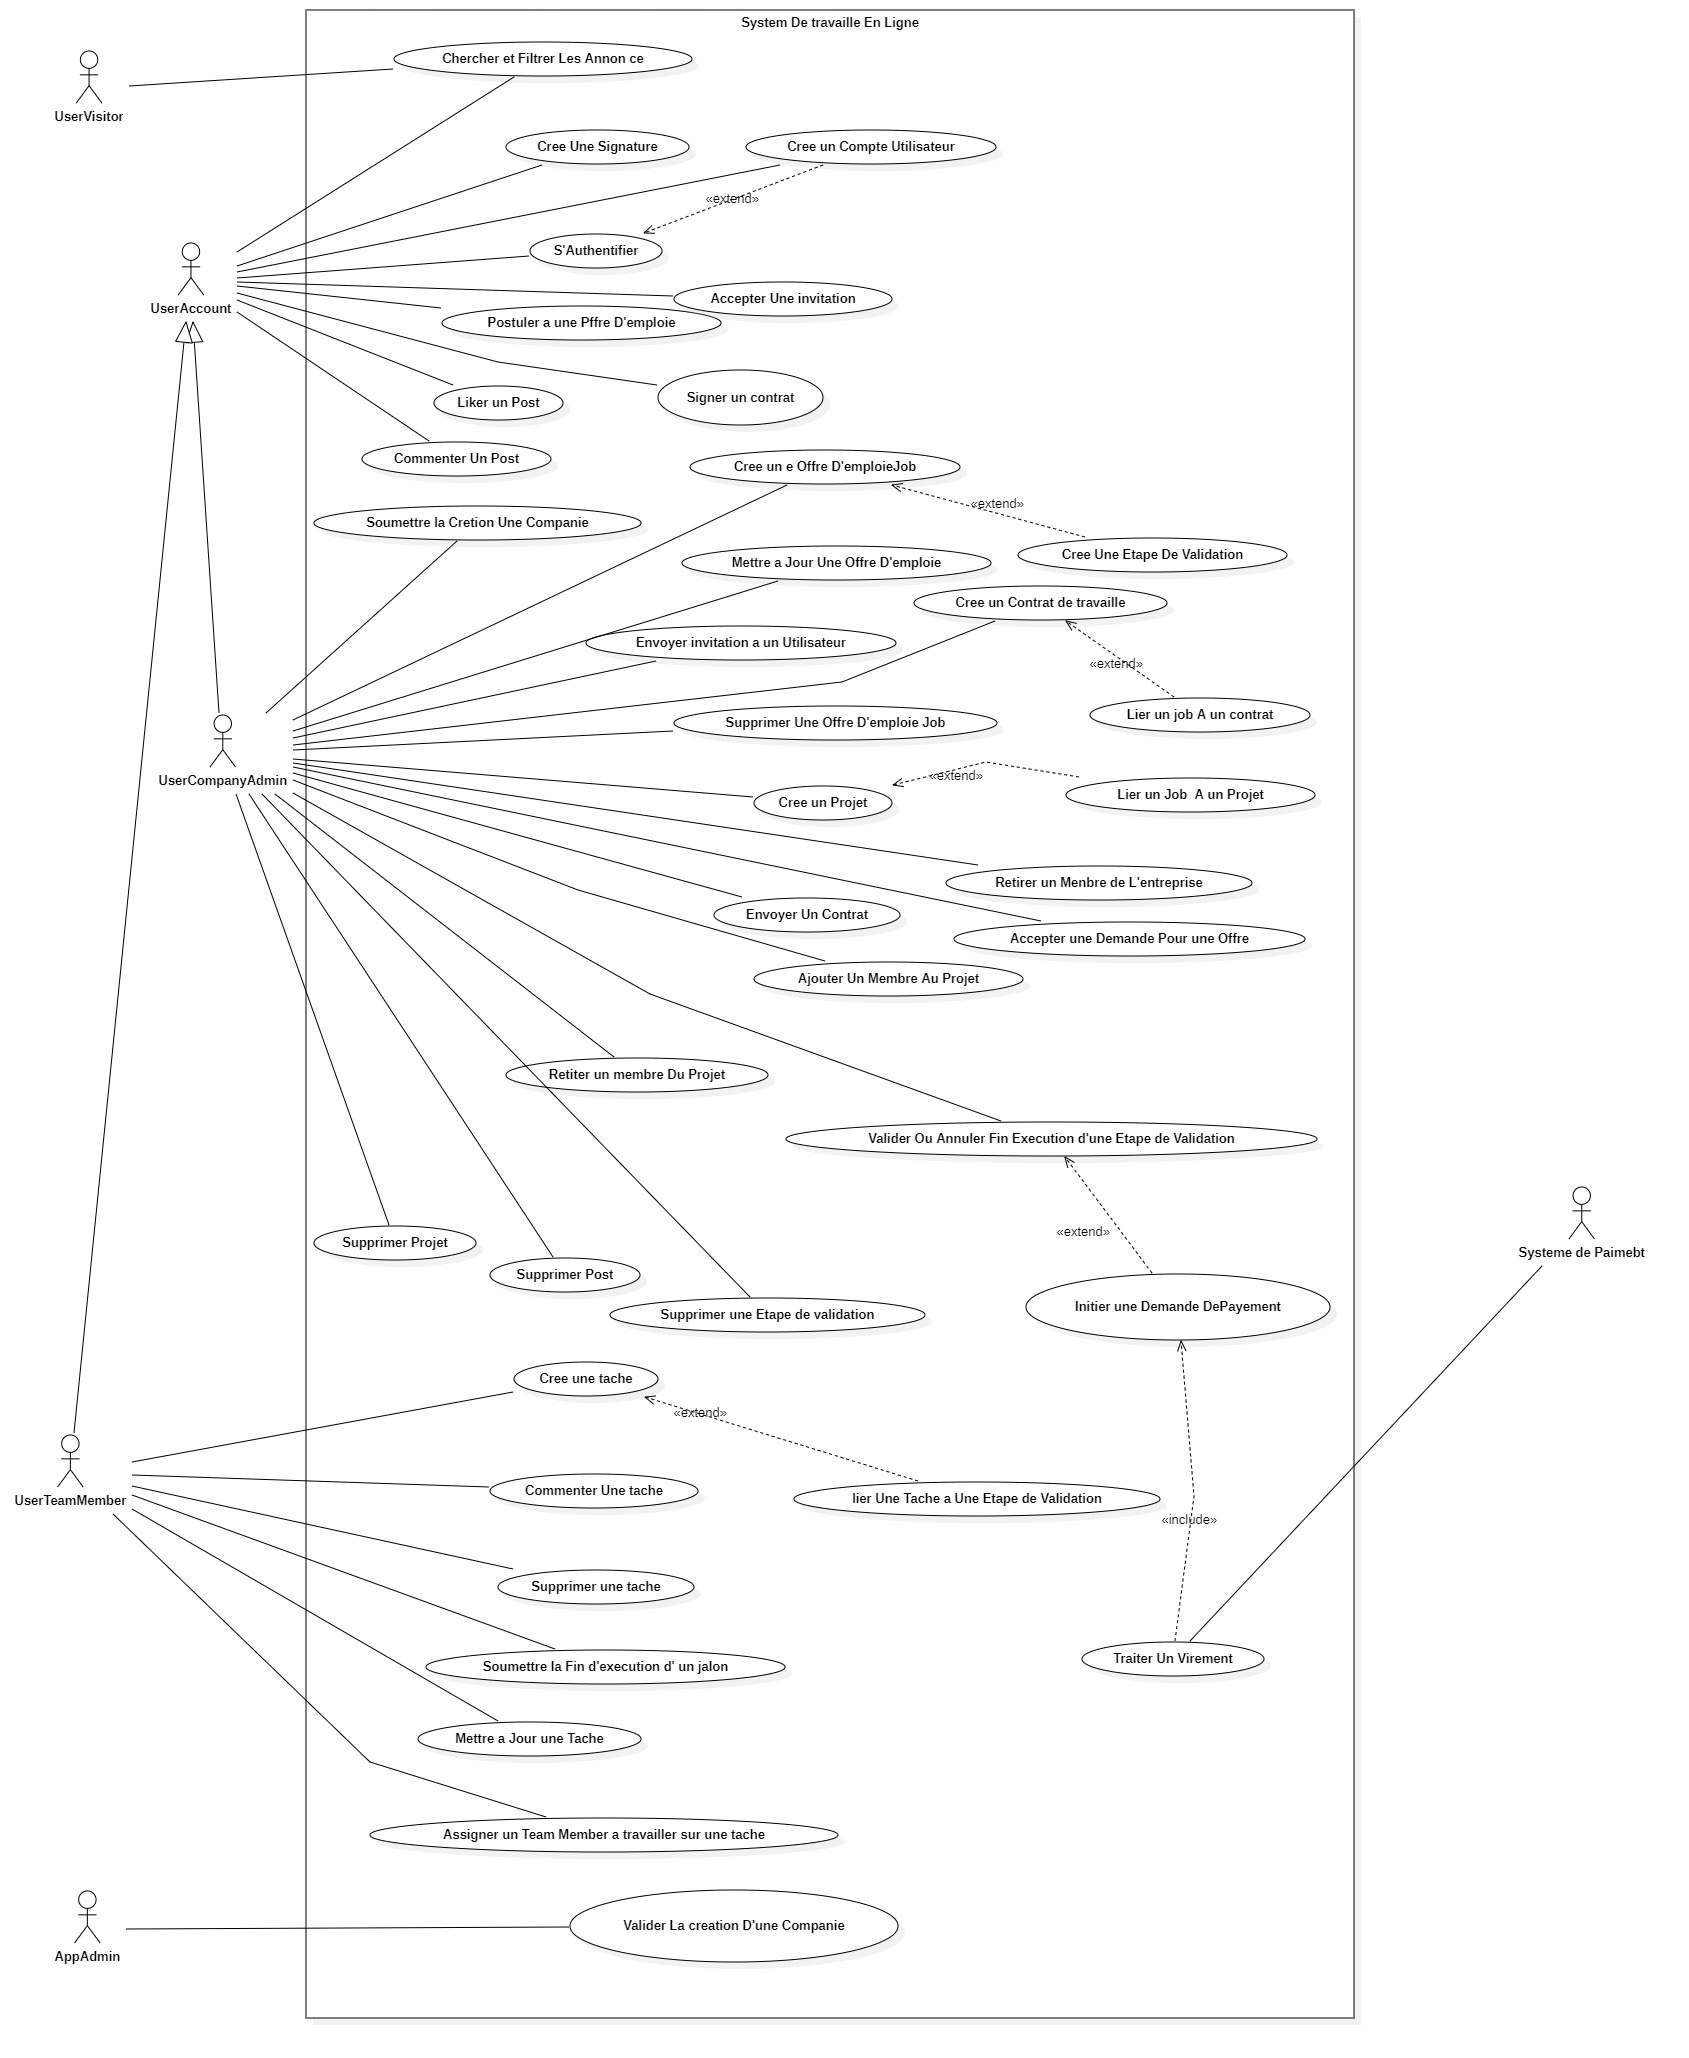 System De travaille En Ligne
Chercher et Filtrer Les Annon ce
UserVisitor
Cree Une Signature
Cree un Compte Utilisateur
«extend»
S'Authentifier
UserAccount
Accepter Une invitation
Postuler a une Pffre D'emploie
Signer un contrat
Liker un Post
Commenter Un Post
Cree un e Offre D'emploieJob
«extend»
Soumettre la Cretion Une Companie
Cree Une Etape De Validation
Mettre a Jour Une Offre D'emploie
Cree un Contrat de travaille
Envoyer invitation a un Utilisateur
«extend»
Lier un job A un contrat
Supprimer Une Offre D'emploie Job
UserCompanyAdmin
«extend»
Cree un Projet
Lier un Job  A un Projet
Retirer un Menbre de L'entreprise
Envoyer Un Contrat
Accepter une Demande Pour une Offre
Ajouter Un Membre Au Projet
Retiter un membre Du Projet
Valider Ou Annuler Fin Execution d'une Etape de Validation
«extend»
Supprimer Projet
Systeme de Paimebt
Supprimer Post
Initier une Demande DePayement
Supprimer une Etape de validation
Cree une tache
«extend»
Commenter Une tache
lier Une Tache a Une Etape de Validation
UserTeamMember
«include»
Supprimer une tache
Soumettre la Fin d'execution d' un jalon
Traiter Un Virement
Mettre a Jour une Tache
Assigner un Team Member a travailler sur une tache
Valider La creation D'une Companie
AppAdmin